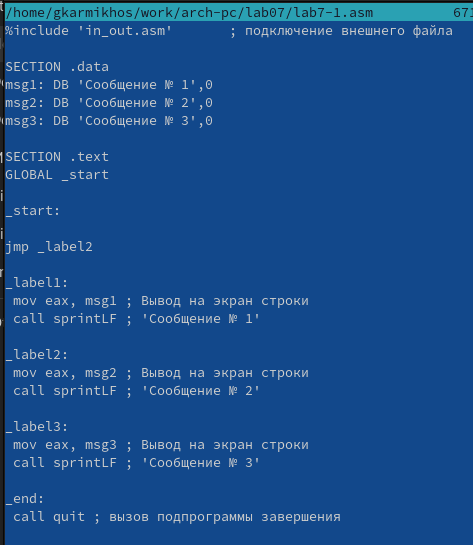 /home/gkarmikhos/work/arch-pc/lab07/lab7-1.asm 671
%include 'in_out.asm' ; подключение внешнего файла
SECTION .data
msg1: DB 'Сообщение № 1',0
msg2: DB 'Сообщение № 2',0
msg3: DB 'Сообщение № 3',0
SECTION .text
GLOBAL _start
_start:
jmp _label2
_label1:
mov eax, msg1 ; Вывод на экран строки
call sprintLF ; 'Сообщение № 1'
_label2:
mov eax, msg2 ; Вывод на экран строки
call sprintLF ; 'Сообщение № 2'
_label3:
mov eax, msg3 ; Вывод на экран строки
call sprintLF ; 'Сообщение № 3'
_end:
call quit ; вызов подпрограммы завершения